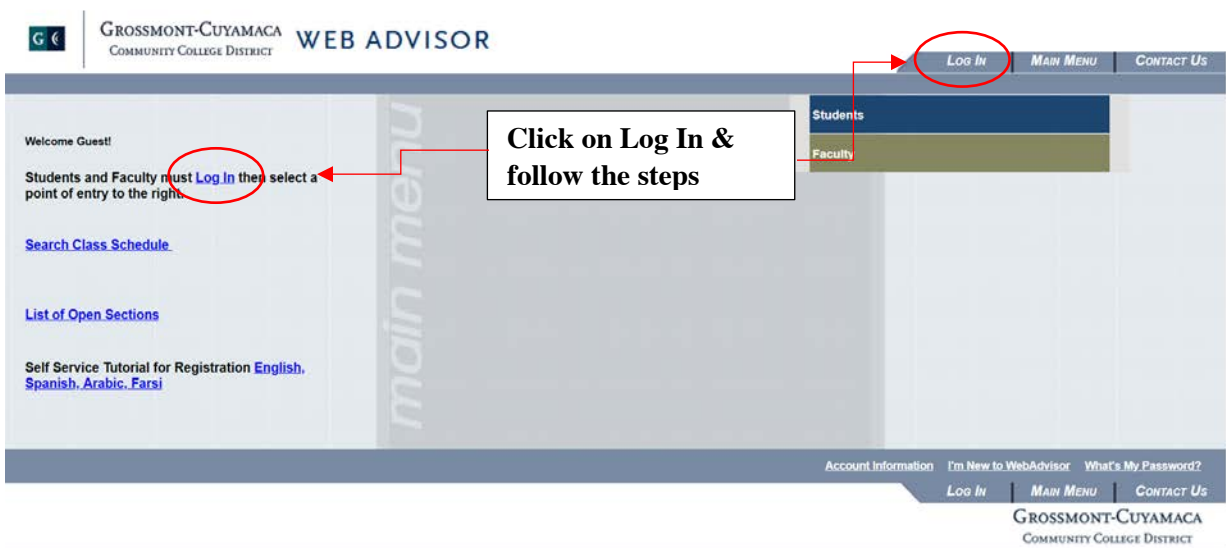 G C
GROSSMONT-CUYAMACA
COMMUNITY COLLEGE DISTRICT
WEB ADVISOR
LOG IN MAIN MENU CONTACT US
Welcome Guest!
Students and Faculty must Log In then select a
point of entry to the right.
Search Class Schedule
List of Open Sections
Self Service Tutorial for Registration English,
Spanish, Arabic, Farsi
main menu
Click on Log In &
follow the steps
Students
Faculty
Account Information I'm New to WebAdvisor What's My Password?
LOG IN MAIN MENU CONTACT US
GROSSMONT-CUYAMACA
COMMUNITY COLLEGE DISTRICT